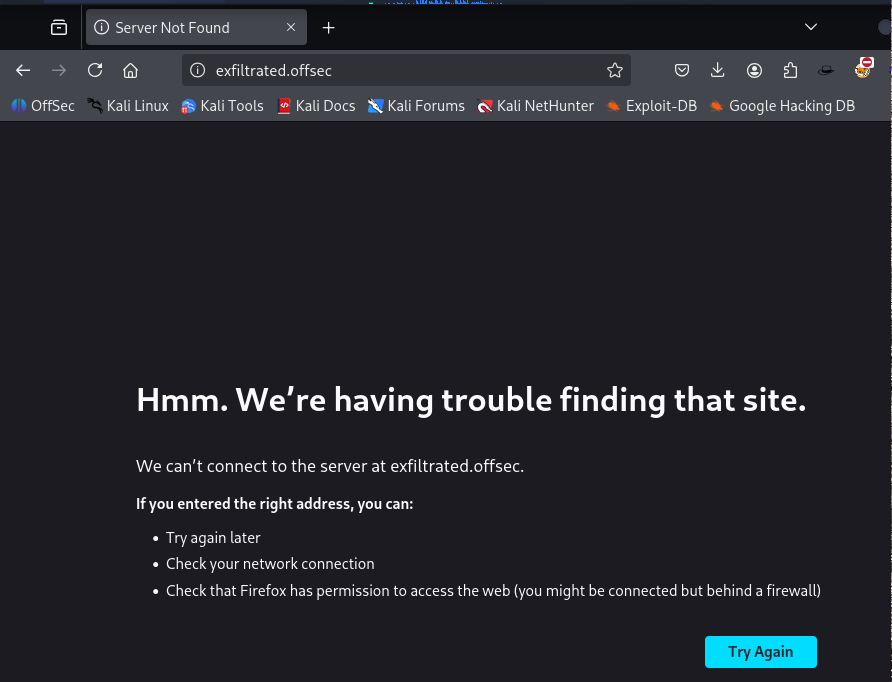 Server Not Found
exfiltrated.offsec
OffSec Kali Linux Kali Tools Kali Docs Kali Forums Kali NetHunter Exploit-DB Google Hacking DB
Hmm. We’re having trouble finding that site.
We can’t connect to the server at exfiltrated.offsec.
If you entered the right address, you can:
• Try again later
• Check your network connection
• Check that Firefox has permission to access the web (you might be connected but behind a firewall)
Try Again